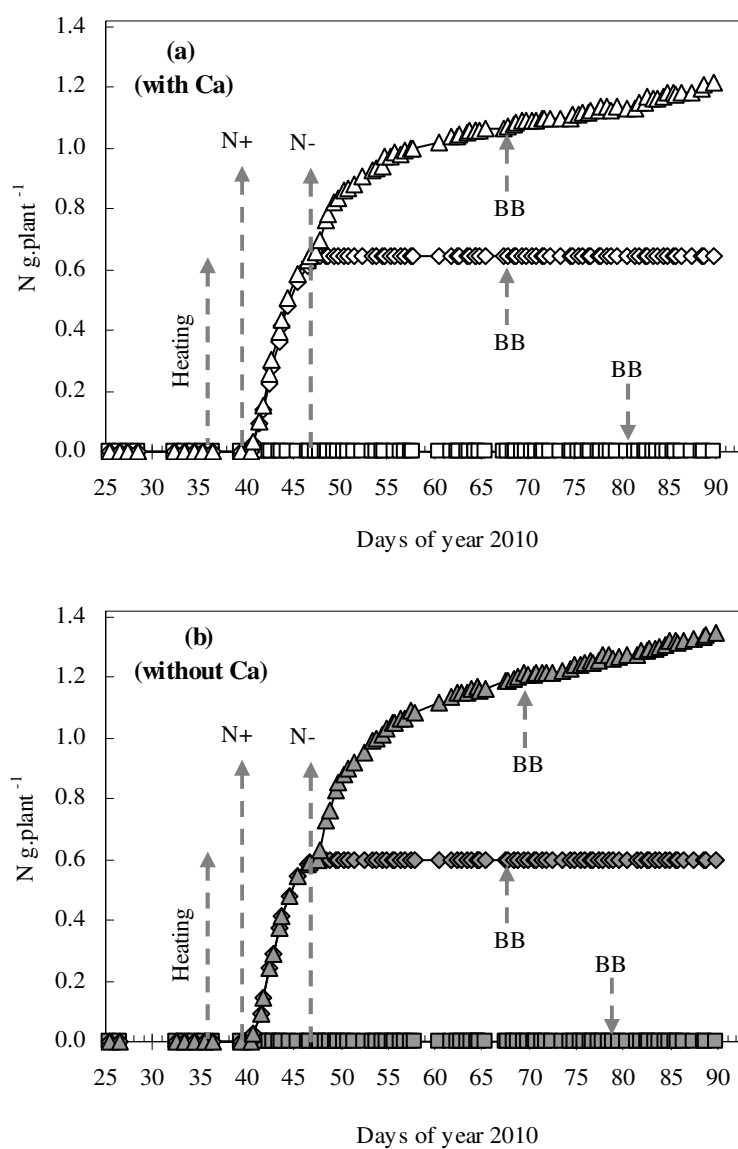 1.4
(a)
(with Ca)
1.2
N+
N-
1.0
BB
0.8
N g.plant -1
0.6
Heating
BB
0.4
BB
0.2
0.0
25 30 35 40 45 50 55 60 65 70 75 80 85 90
Days of year 2010
1.4
(b)
(without Ca)
1.2
N+
N-
1.0
BB
0.8
N g.plant -1
0.6
Heating
BB
0.4
BB
0.2
0.0
25 30 35 40 45 50 55 60 65 70 75 80 85 90
Days of year 2010